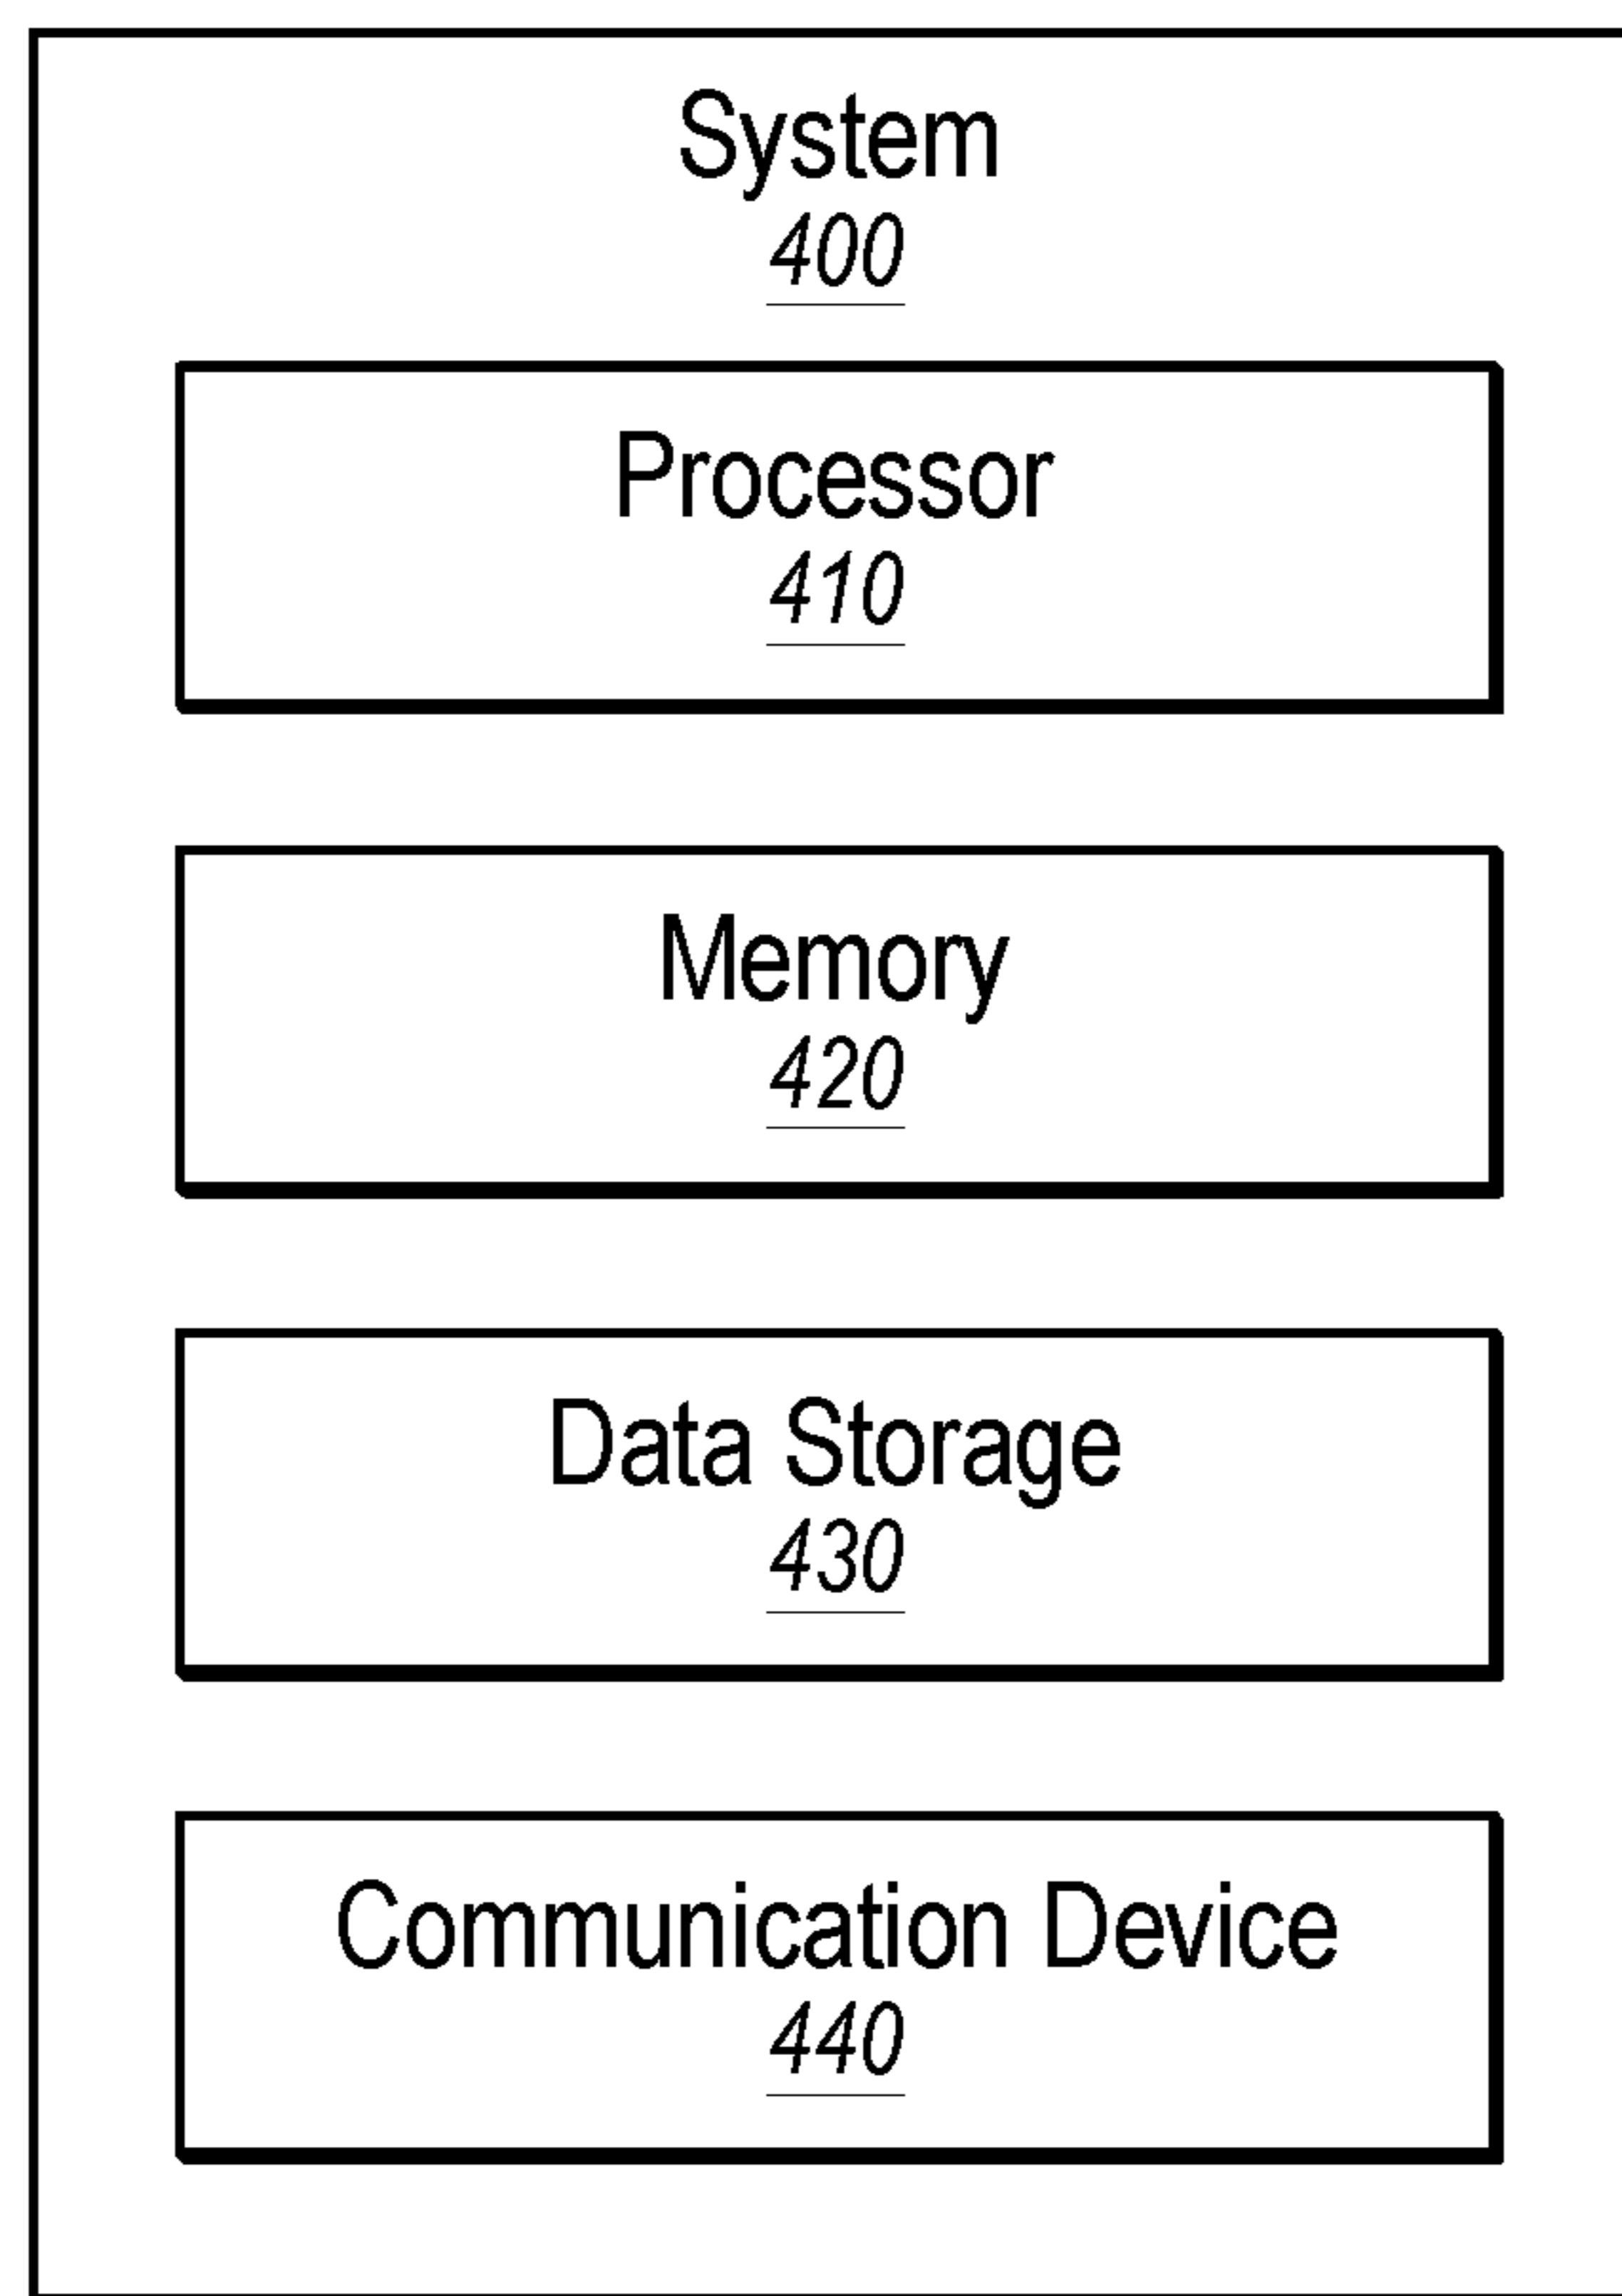 System
400
Processor
410
Memory
420
Data Storage
430
Communication Device
440